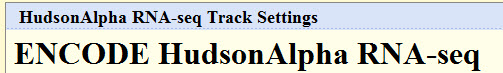 HudsonAlpha RNA-seq Track Settings
ENCODE HudsonAlpha RNA-seq